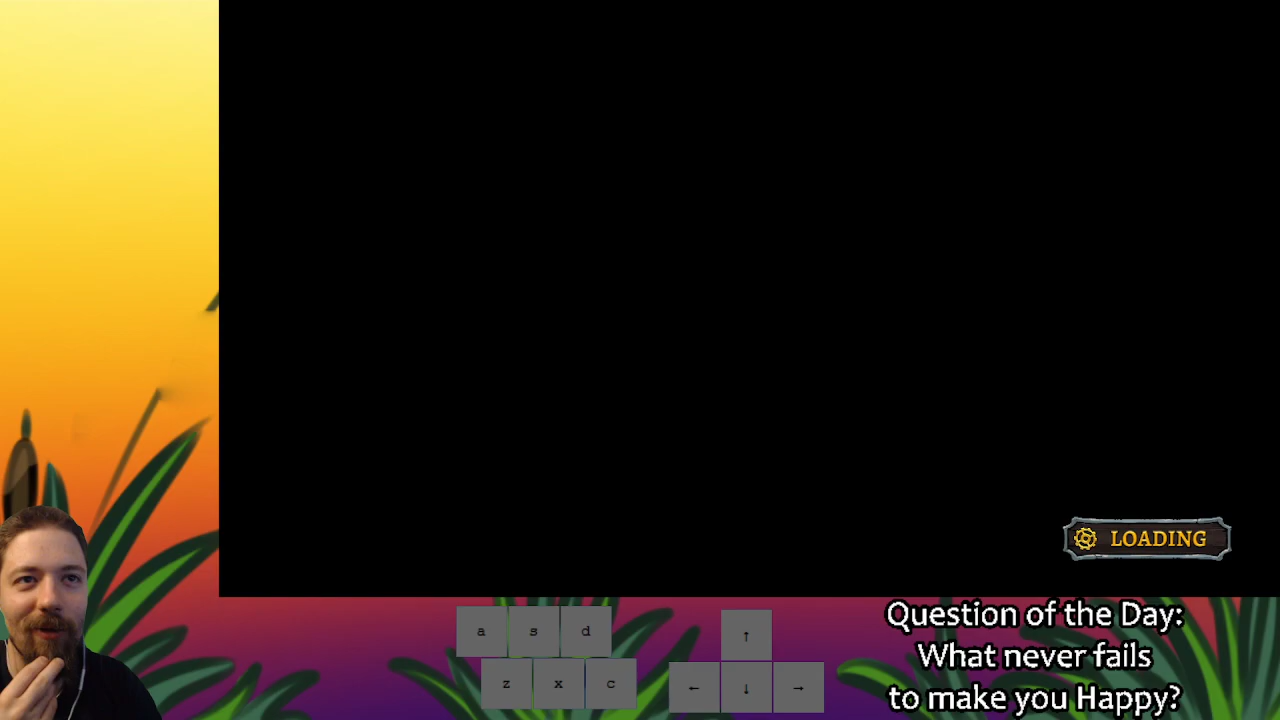 LOADING
a s d
z x c
↑
← ↓ →
Question of the Day:
What never fails
to make you Happy?